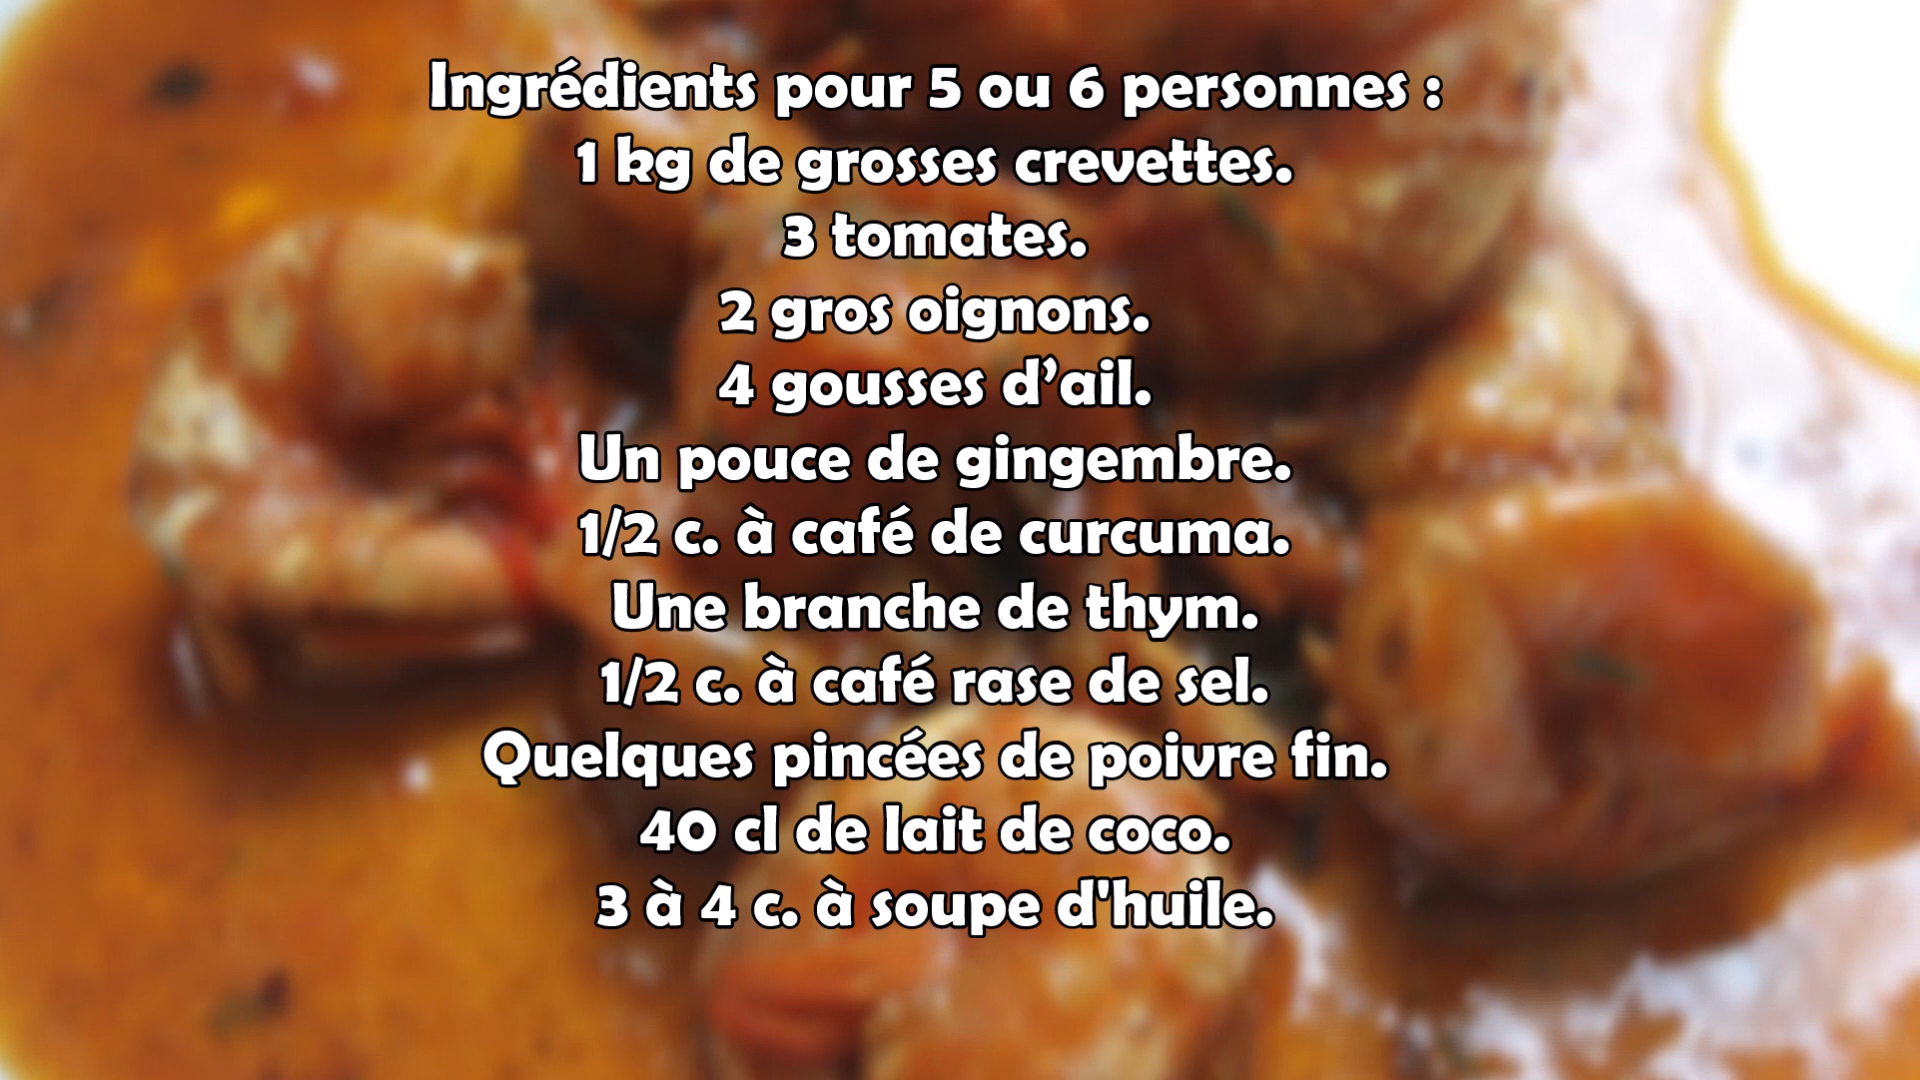 Ingrédients pour 5 ou 6 personnes :
1 kg de grosses crevettes.
3 tomates.
2 gros oignons.
4 gousses d’ail.
Un pouce de gingembre.
1/2 c. à café de curcuma.
Une branche de thym.
1/2 c. à café rase de sel.
Quelques pincées de poivre fin.
40 cl de lait de coco.
3 à 4 c. à soupe d'huile.